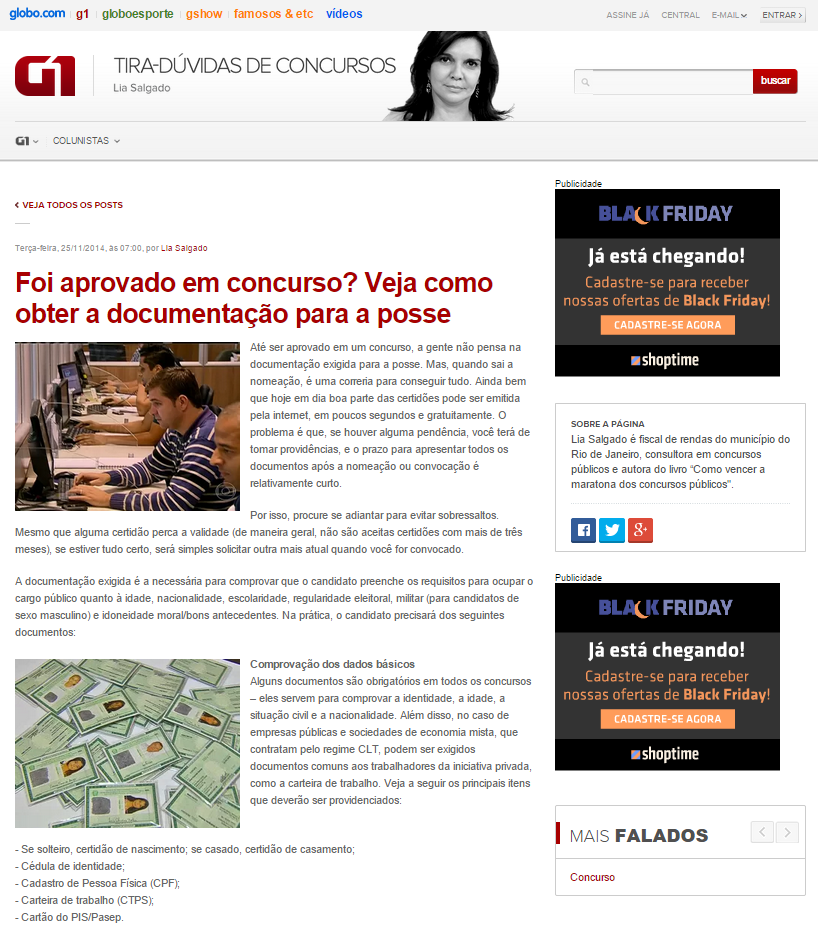 globo.com g1 globoesporte gshow famosos & etc vídeos
ASSINE JÁ CENTRAL E-MAIL ENTRAR
G1
TIRA-DÚVIDAS DE CONCURSOS
Lia Salgado
buscar
G1 COLUNISTAS
VEJA TODOS OS POSTS
Terça-feira, 25/11/2014, às 07:00, por Lia Salgado
Foi aprovado em concurso? Veja como
obter a documentação para a posse
Até ser aprovado em um concurso, a gente não pensa na
documentação exigida para a posse. Mas, quando sai a
nomeação, é uma correria para conseguir tudo. Ainda bem
que hoje em dia boa parte das certidões pode ser emitida
pela internet, em poucos segundos e gratuitamente. O
problema é que, se houver alguma pendência, você terá de
tomar providências, e o prazo para apresentar todos os
documentos após a nomeação ou convocação é
relativamente curto.
Por isso, procure se adiantar para evitar sobressaltos.
Mesmo que alguma certidão perca a validade (de maneira geral, não são aceitas certidões com mais de três
meses), se estiver tudo certo, será simples solicitar outra mais atual quando você for convocado.
A documentação exigida é a necessária para comprovar que o candidato preenche os requisitos para ocupar o
cargo público quanto à idade, nacionalidade, escolaridade, regularidade eleitoral, militar (para candidatos de
sexo masculino) e idoneidade moral/bons antecedentes. Na prática, o candidato precisará dos seguintes
documentos:
Comprovação dos dados básicos
Alguns documentos são obrigatórios em todos os concursos
– eles servem para comprovar a identidade, a idade, a
situação civil e a nacionalidade. Além disso, no caso de
empresas públicas e sociedades de economia mista, que
contratam pelo regime CLT, podem ser exigidos
documentos comuns aos trabalhadores da iniciativa privada,
como a carteira de trabalho. Veja a seguir os principais itens
que deverão ser providenciados:
- Se solteiro, certidão de nascimento; se casado, certidão de casamento;
- Cédula de identidade;
- Cadastro de Pessoa Física (CPF);
- Carteira de trabalho (CTPS);
- Cartão do PIS/Pasep.
Publicidade
BLACK FRIDAY
Já está chegando!
Cadastre-se para receber
nossas ofertas de Black Friday!
CADASTRE-SE AGORA
shoptime
SOBRE A PÁGINA
Lia Salgado é fiscal de rendas do município do
Rio de Janeiro, consultora em concursos
públicos e autora do livro “Como vencer a
maratona dos concursos públicos”.
Publicidade
BLACK FRIDAY
Já está chegando!
Cadastre-se para receber
nossas ofertas de Black Friday!
CADASTRE-SE AGORA
shoptime
MAIS FALADOS
Concurso